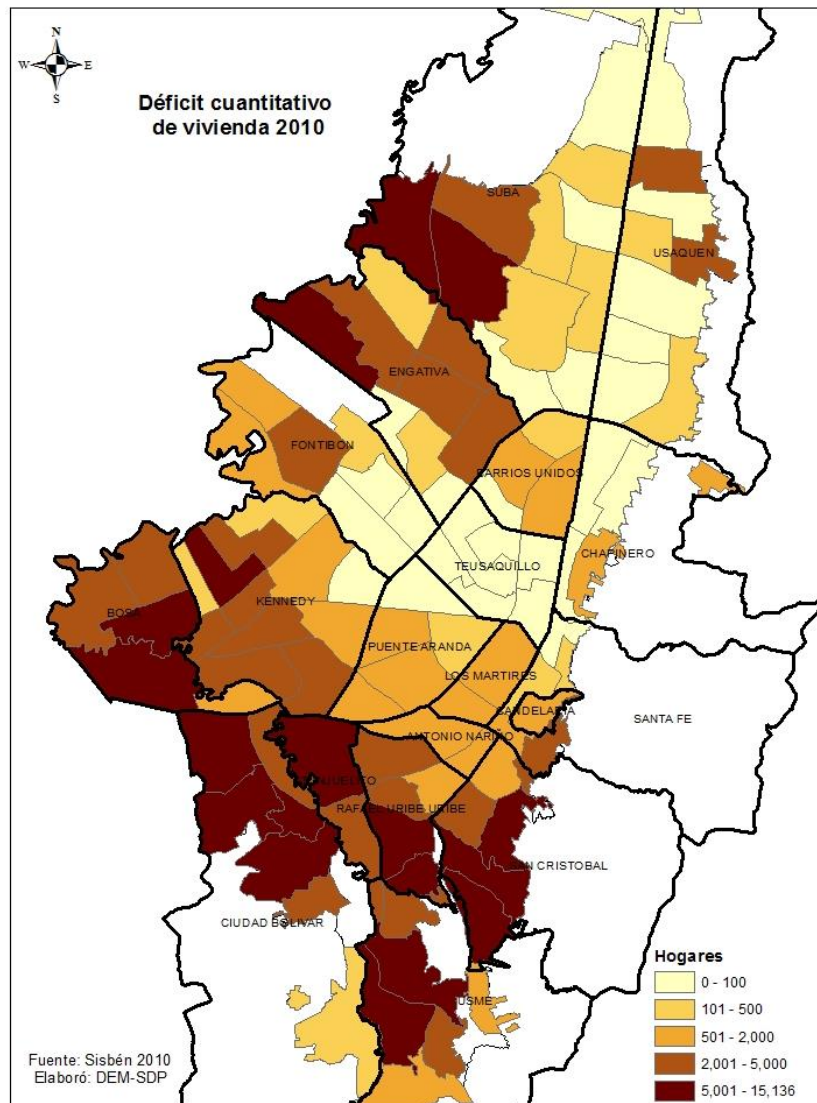 N
W E
S
Déficit cuantitativo
de vivienda 2010
SUBA
USAQUEN
ENGATIVA
FONTIBON
BARRIOS UNIDOS
CHAPINERO
TEUSAQUILLO
BOSA
KENNEDY
PUENTE ARANDA
LOS MARTIRES
CANDELARIA
SANTA FE
ANTONIO NARIÑO
RAFAEL URIBE URIBE
SAN CRISTOBAL
CIUDAD BOLIVAR
USME
Hogares
0 - 100
101 - 500
501 - 2,000
2,001 - 5,000
5,001 - 15,136
Fuente: Sisbén 2010
Elaboró: DEM-SDP